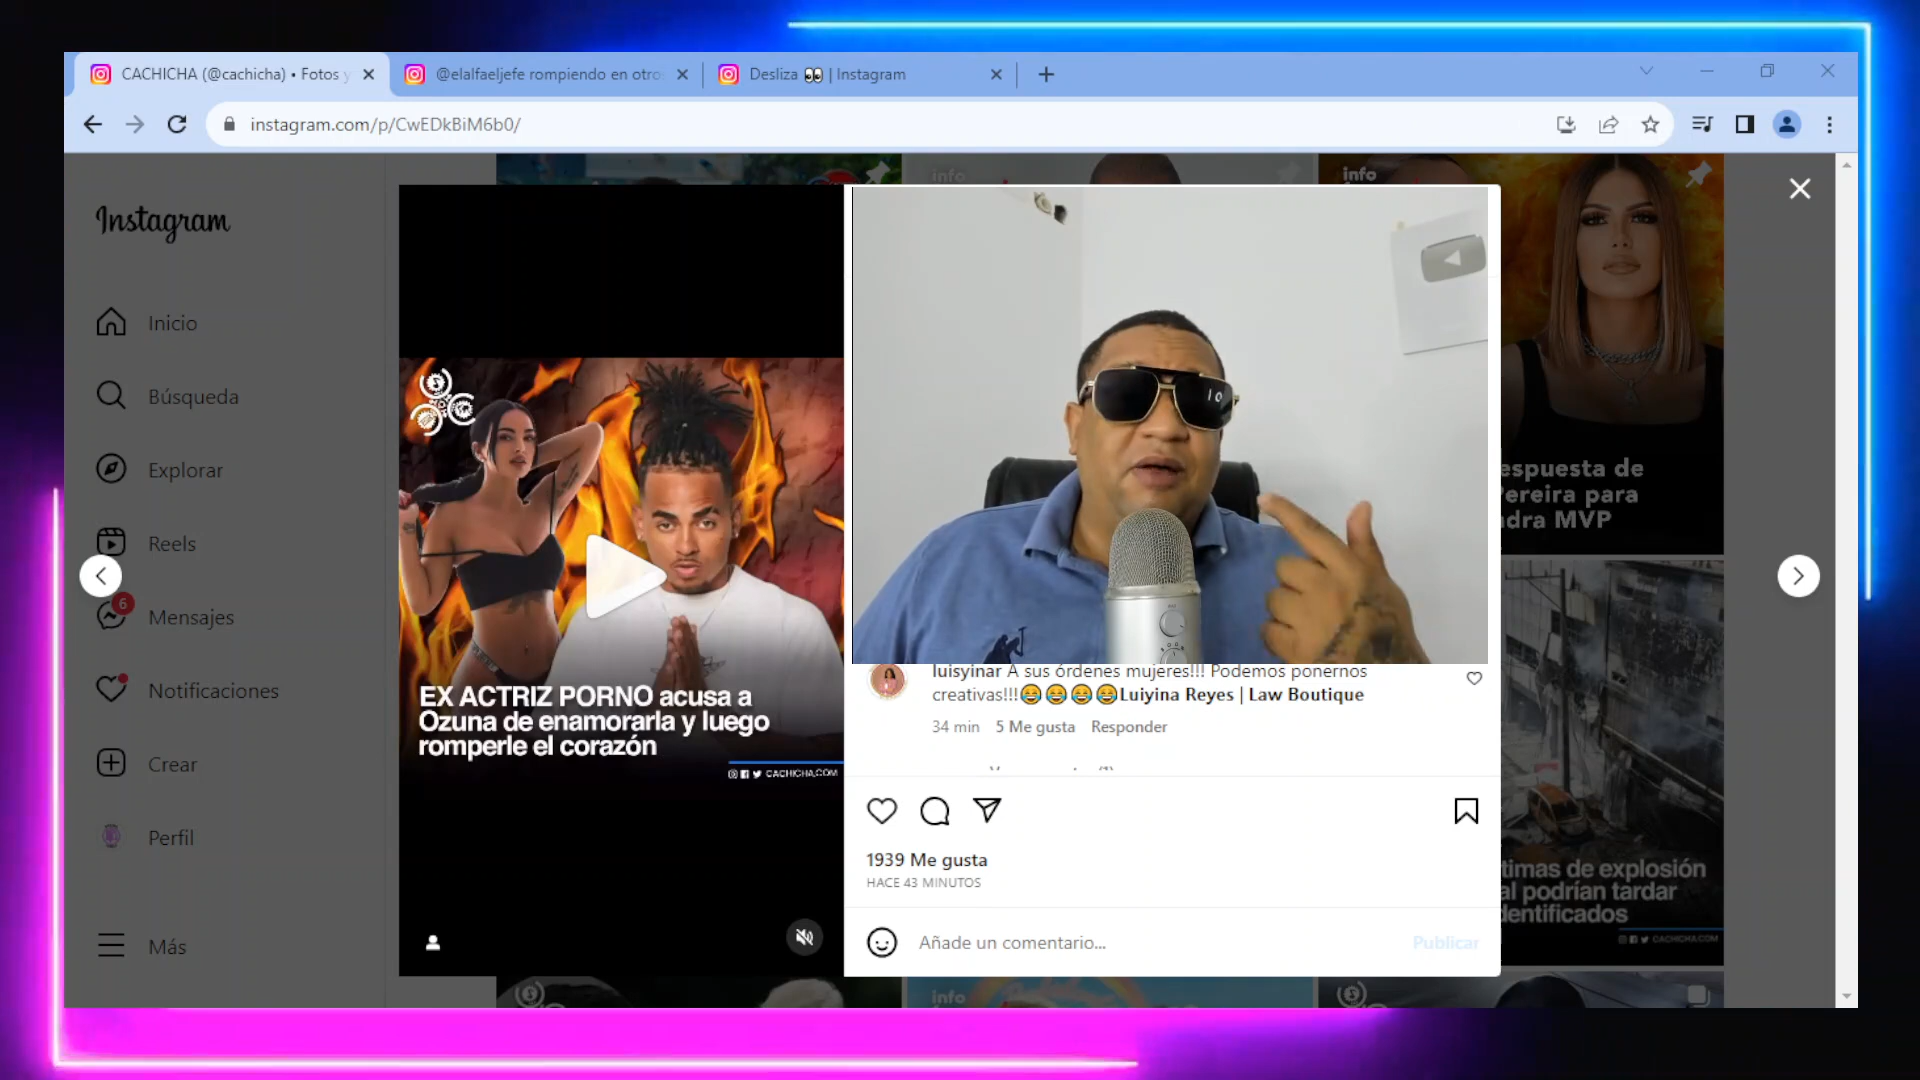 CACHICHA (@cachicha) • Fotos y
@elalfaeljefe rompiendo en otro
Desliza 👀 | Instagram
instagram.com/p/CwEDkBiM6b0/
Instagram
Inicio
Búsqueda
Explorar
Reels
6
Mensajes
Notificaciones
Crear
Perfil
Más
EX ACTRIZ PORNO acusa a
Ozuna de enamorarla y luego
romperle el corazón
CACHICHA.COM
luisyinar A sus órdenes mujeres!!! Podemos ponernos
creativas!!!😂😂😂😂Luiyina Reyes | Law Boutique
34 min 5 Me gusta Responder
1939 Me gusta
HACE 43 MINUTOS
Añade un comentario...
Publicar
info
info
espuesta de
ereira para
dra MVP
timas de explosión
al podrían tardar
dentificados
CACHICHA.COM
info